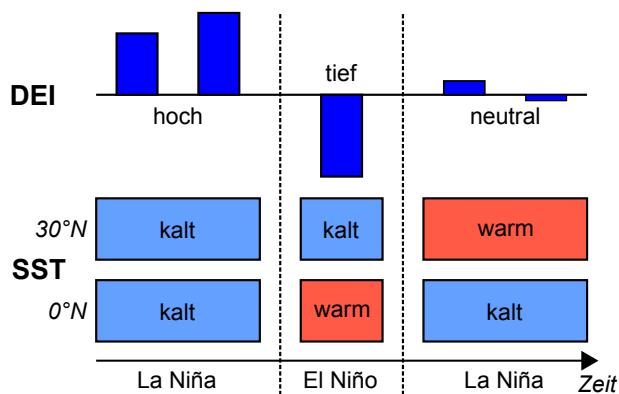 tief
DEI
hoch
neutral
30°N
kalt
kalt
warm
SST
0°N
kalt
warm
kalt
La Niña
El Niño
La Niña
Zeit